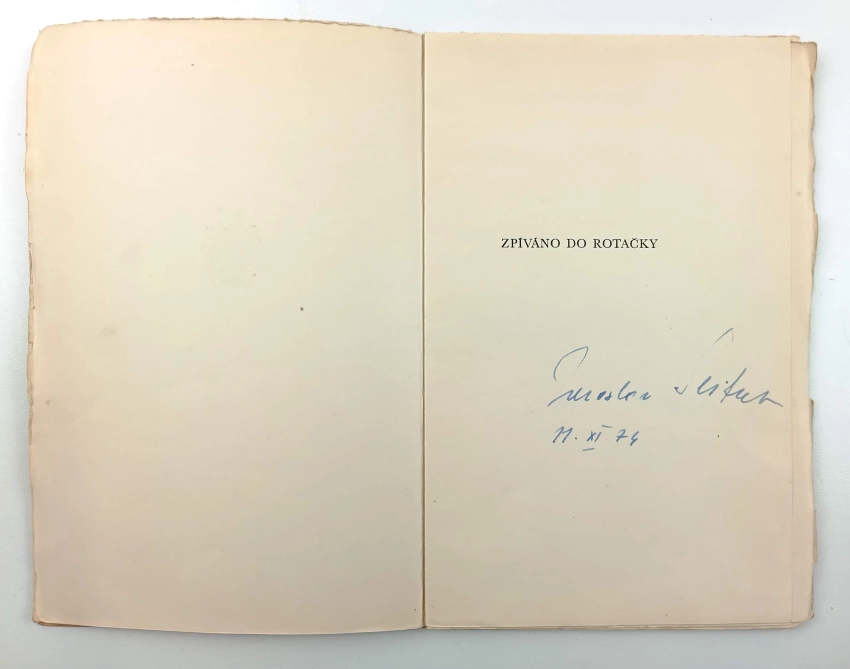 ZPÍVÁNO DO ROTAČKY
Jaroslav Seifert
11. XI 74